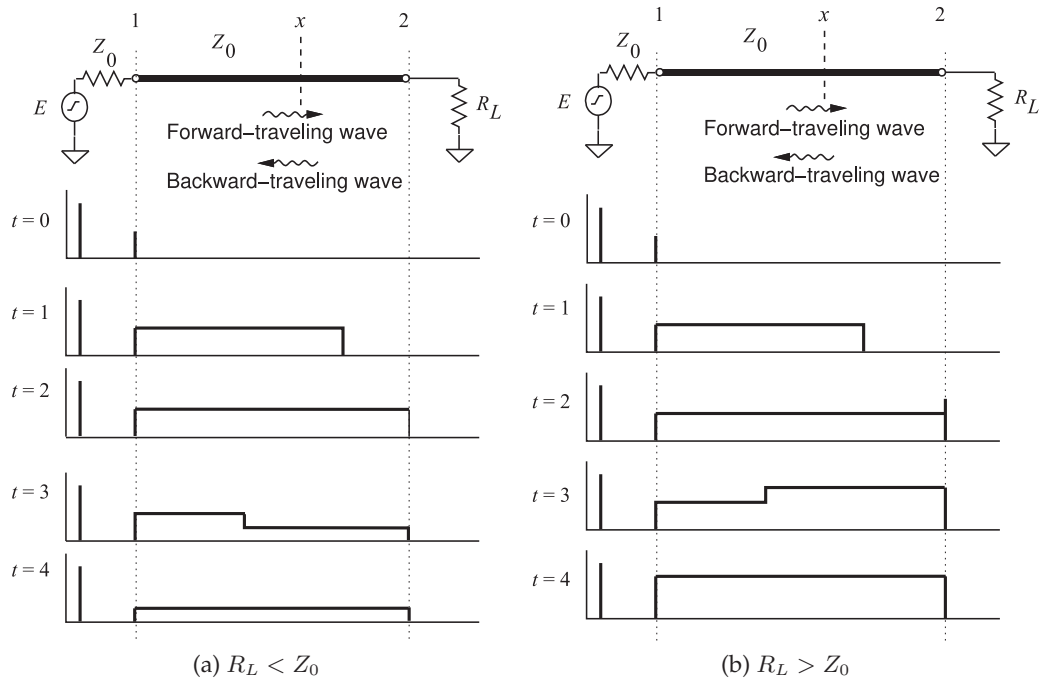 1 x 2
Z0 Z0
E RL
Forward–traveling wave
Backward–traveling wave
t = 0
t = 1
t = 2
t = 3
t = 4
(a) RL < Z0
1 x 2
Z0 Z0
E RL
Forward–traveling wave
Backward–traveling wave
t = 0
t = 1
t = 2
t = 3
t = 4
(b) RL > Z0